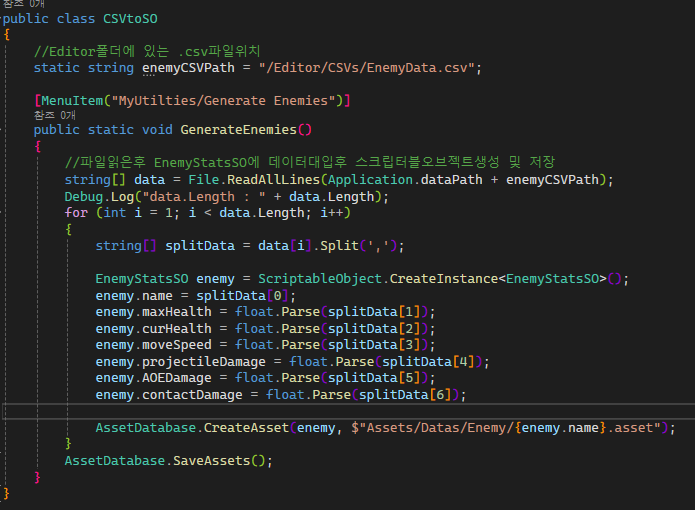 참조 0개
public class CSVtoSO
{
//Editor폴더에 있는 .csv파일위치
static string enemyCSVPath = "/Editor/CSVs/EnemyData.csv";
[MenuItem("MyUtilties/Generate Enemies")]
참조 0개
public static void GenerateEnemies()
{
//파일읽은후 EnemyStatsSO에 데이터대입후 스크립터블오브젝트생성 및 저장
string[] data = File.ReadAllLines(Application.dataPath + enemyCSVPath);
Debug.Log("data.Length : " + data.Length);
for (int i = 1; i < data.Length; i++)
{
string[] splitData = data[i].Split(',');
EnemyStatsSO enemy = ScriptableObject.CreateInstance<EnemyStatsSO>();
enemy.name = splitData[0];
enemy.maxHealth = float.Parse(splitData[1]);
enemy.curHealth = float.Parse(splitData[2]);
enemy.moveSpeed = float.Parse(splitData[3]);
enemy.projectileDamage = float.Parse(splitData[4]);
enemy.AOEDamage = float.Parse(splitData[5]);
enemy.contactDamage = float.Parse(splitData[6]);
AssetDatabase.CreateAsset(enemy, $"Assets/Datas/Enemy/{enemy.name}.asset");
}
AssetDatabase.SaveAssets();
}
}